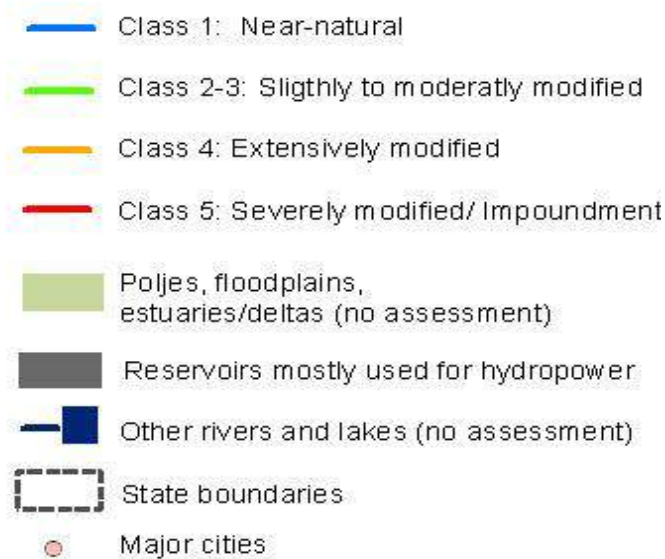 Class 1: Near-natural
Class 2-3: Sligthly to moderatly modified
Class 4: Extensively modified
Class 5: Severely modified/ Impoundment
Poljes, floodplains,
estuaries/deltas (no assessment)
Reservoirs mostly used for hydropower
Other rivers and lakes (no assessment)
State boundaries
Major cities